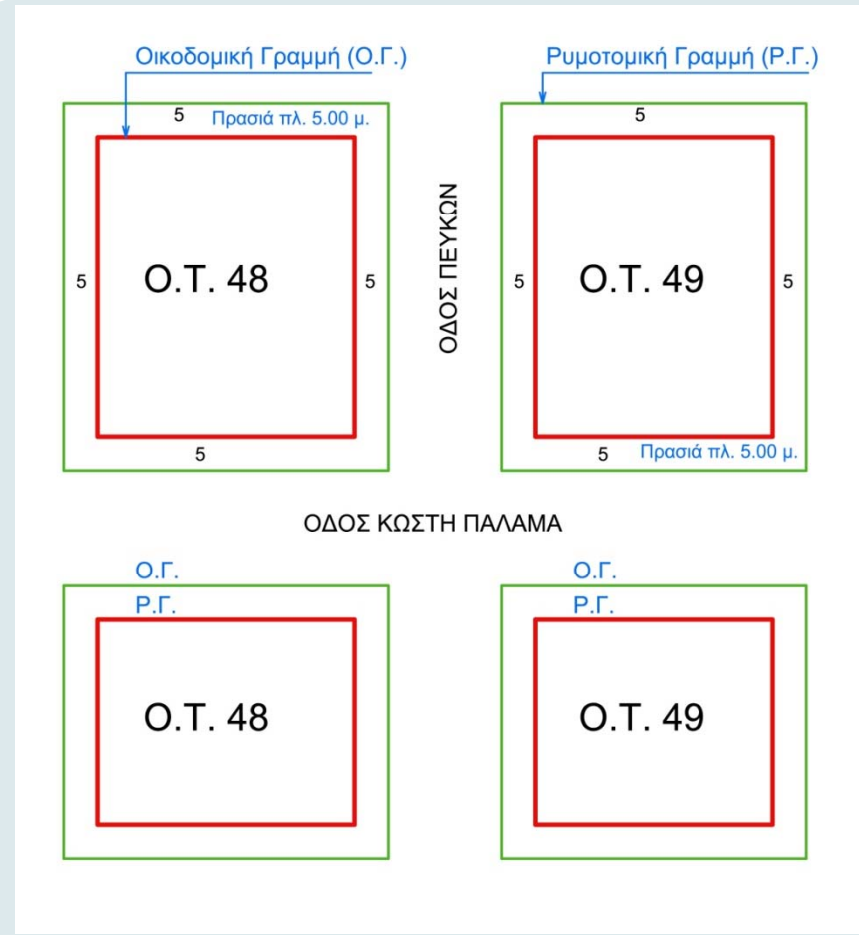 Οικοδομική Γραμμή (Ο.Γ.)
Ρυμοτομική Γραμμή (Ρ.Γ.)
5 Πρασιά πλ. 5.00 μ.
5
5 Ο.Τ. 48 5
ΟΔΟΣ ΠΕΥΚΩΝ
5 Ο.Τ. 49 5
5
5 Πρασιά πλ. 5.00 μ.
ΟΔΟΣ ΚΩΣΤΗ ΠΑΛΑΜΑ
Ο.Γ.
Ρ.Γ.
Ο.Τ. 48
Ο.Γ.
Ρ.Γ.
Ο.Τ. 49